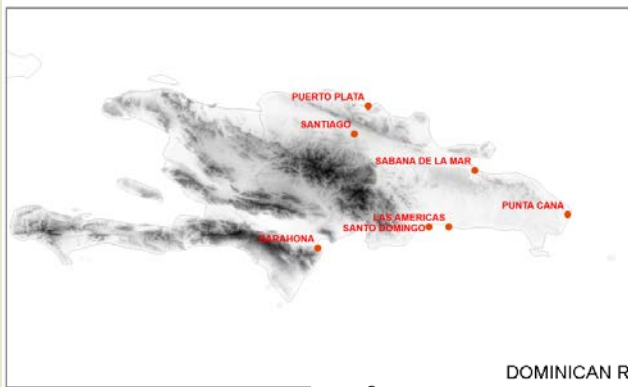 PUERTO PLATA
SANTIAGO
SABANA DE LA MAR
PUNTA CANA
LAS AMERICAS
SANTO DOMINGO
BARAHONA
DOMINICAN R